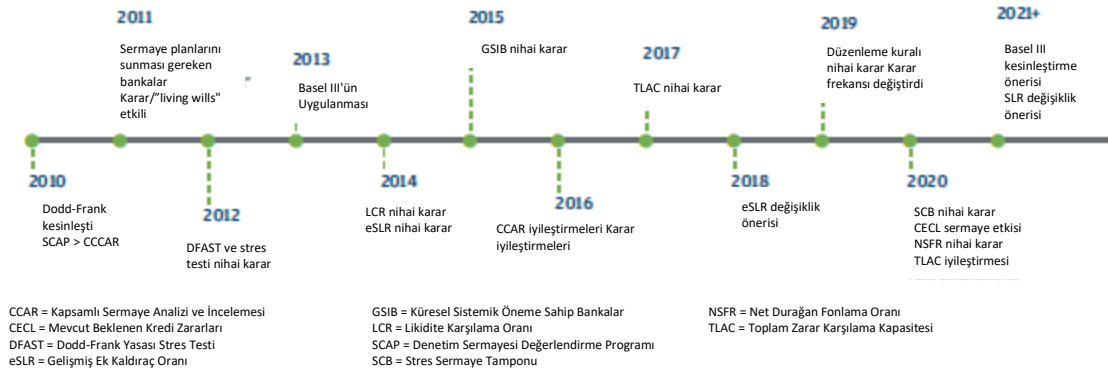 2011
Sermaye planlarını
sunması gereken
bankalar
Karar/"living wills"
etkili
2013
Basel III'ün
Uygulanması
2015
GSIB nihai karar
2017
TLAC nihai karar
2019
Düzenleme kuralı
nihai karar Karar
frekansı değiştirdi
2021+
Basel III
kesinleştirme
önerisi
SLR değişiklik
önerisi
2010
Dodd-Frank
kesinleşti
SCAP > CCCAR
2012
DFAST ve stres
testi nihai karar
2014
LCR nihai karar
eSLR nihai karar
2016
CCAR iyileştirmeleri Karar
iyileştirmeleri
2018
eSLR değişiklik
önerisi
2020
SCB nihai karar
CECL sermaye etkisi
NSFR nihai karar
TLAC iyileştirmesi
CCAR = Kapsamlı Sermaye Analizi ve İncelemesi
CECL = Mevcut Beklenen Kredi Zararları
DFAST = Dodd-Frank Yasası Stres Testi
eSLR = Gelişmiş Ek Kaldıraç Oranı
GSIB = Küresel Sistemik Öneme Sahip Bankalar
LCR = Likidite Karşılama Oranı
SCAP = Denetim Sermayesi Değerlendirme Programı
SCB = Stres Sermaye Tamponu
NSFR = Net Durağan Fonlama Oranı
TLAC = Toplam Zarar Karşılama Kapasitesi